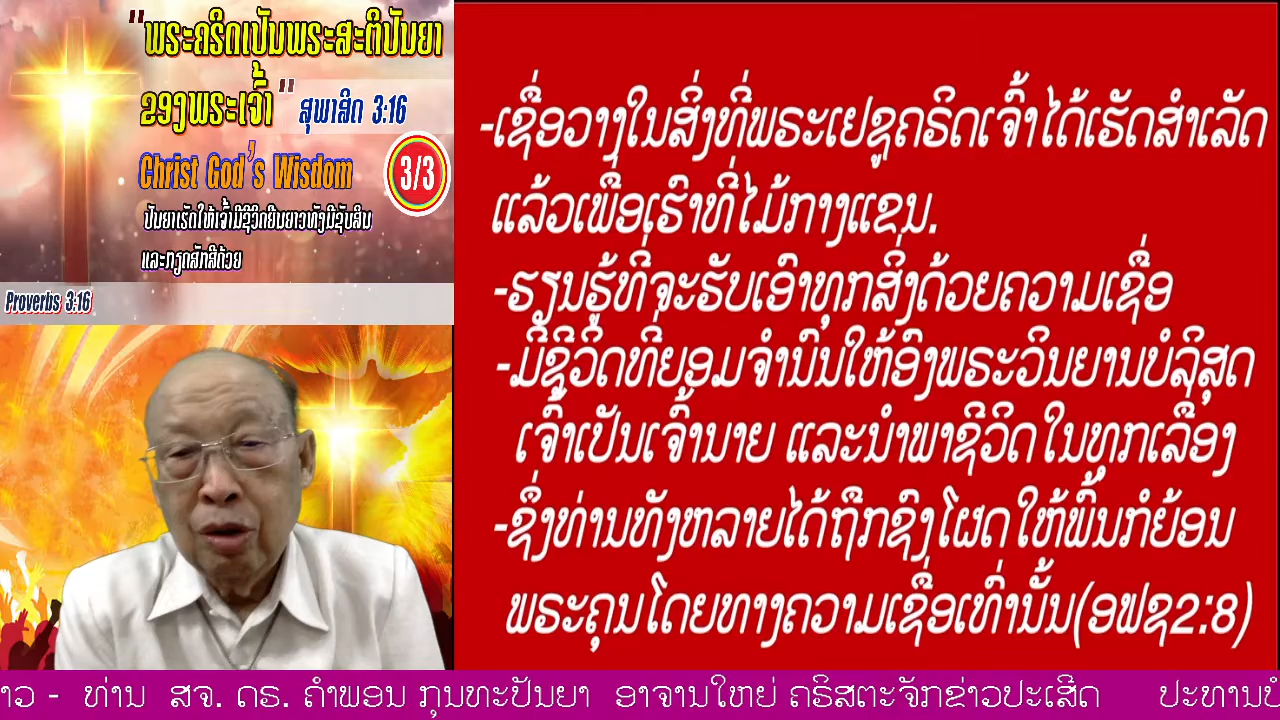 "ພຣະຄຣິດເປັນພຣະສະຕິປັນຍາ
ຂອງພຣະເຈົ້າ" ສຸພາສິດ 3:16
Christ God's Wisdom
3/3
ປັນຍາເຮັດໃຫ້ເຈົ້າມີຊີວິດຍືນຍາວທັງມີຊັບສິນ
ແລະກຽດສັກສີດ້ວຍ
Proverbs 3:16
-ເຊື່ອວາງໃນສິ່ງທີ່ພຣະເຢຊູຄຣິດເຈົ້າໄດ້ເຮັດສຳເລັດ
ແລ້ວເພື່ອເຮົາທີ່ໄມ້ກາງແຂນ.
-ຮຽນຮູ້ທີ່ຈະຮັບເອົາທຸກສິ່ງດ້ວຍຄວາມເຊື່ອ
-ມີຊີວິດທີ່ຍອມຈຳນົນໃຫ້ອົງພຣະວິນຍານບໍລິສຸດ
ເຈົ້າເປັນເຈົ້ານາຍ ແລະນຳພາຊີວິດໃນທຸກເລື່ອງ
-ຊຶ່ງທ່ານທັງຫລາຍໄດ້ຖືກຊົງໂຜດໃຫ້ພົ້ນກໍຍ້ອນ
ພຣະຄຸນໂດຍທາງຄວາມເຊື່ອເທົ່ານັ້ນ(ອຟຊ2:8)
າວ - ທ່ານ ສຈ. ດຣ. ຄຳພອນ ກຸນທະປັນຍາ ອາຈານໃຫຍ່ ຄຣິສຕະຈັກຂ່າວປະເສີດ ປະທານບໍ